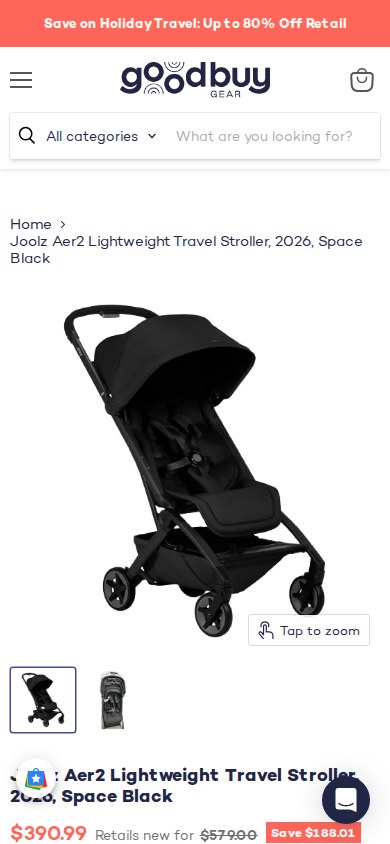 Save on Holiday Travel: Up to 80% Off Retail
goodbuy
GEAR
All categories
What are you looking for?
Home
Joolz Aer2 Lightweight Travel Stroller, 2026, Space
Black
Tap to zoom
Joolz Aer2 Lightweight Travel Stroller,
2026, Space Black
$390.99 Retails new for $579.00 Save $188.01